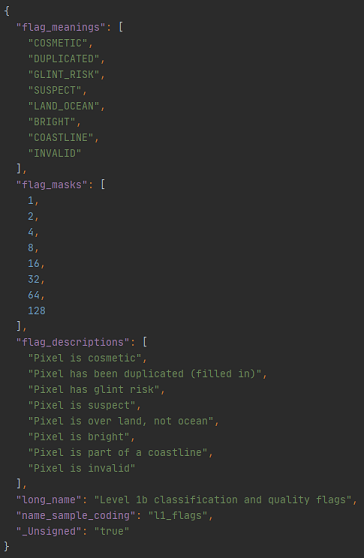 {
"flag_meanings": [
"COSMETIC",
"DUPLICATED",
"GLINT_RISK",
"SUSPECT",
"LAND_OCEAN",
"BRIGHT",
"COASTLINE",
"INVALID"
],
"flag_masks": [
1,
2,
4,
8,
16,
32,
64,
128
],
"flag_descriptions": [
"Pixel is cosmetic",
"Pixel has been duplicated (filled in)",
"Pixel has glint risk",
"Pixel is suspect",
"Pixel is over land, not ocean",
"Pixel is bright",
"Pixel is part of a coastline",
"Pixel is invalid"
],
"long_name": "Level 1b classification and quality flags",
"name_sample_coding": "l1_flags",
"_Unsigned": "true"
}